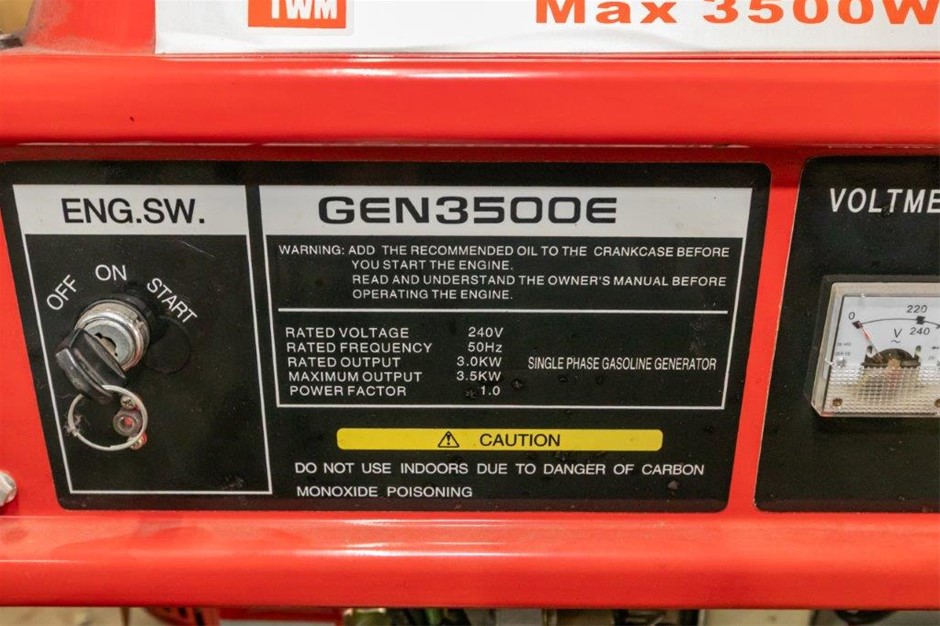 TWM
Max 3500W
ENG.SW.
OFF ON START
GEN3500E
WARNING: ADD THE RECOMMENDED OIL TO THE CRANKCASE BEFORE
YOU START THE ENGINE.
READ AND UNDERSTAND THE OWNER'S MANUAL BEFORE
OPERATING THE ENGINE.
RATED VOLTAGE 240V
RATED FREQUENCY 50Hz
RATED OUTPUT 3.0KW
MAXIMUM OUTPUT 3.5KW
POWER FACTOR 1.0
SINGLE PHASE GASOLINE GENERATOR
CAUTION
DO NOT USE INDOORS DUE TO DANGER OF CARBON
MONOXIDE POISONING
VOLTME
0 220
V 240